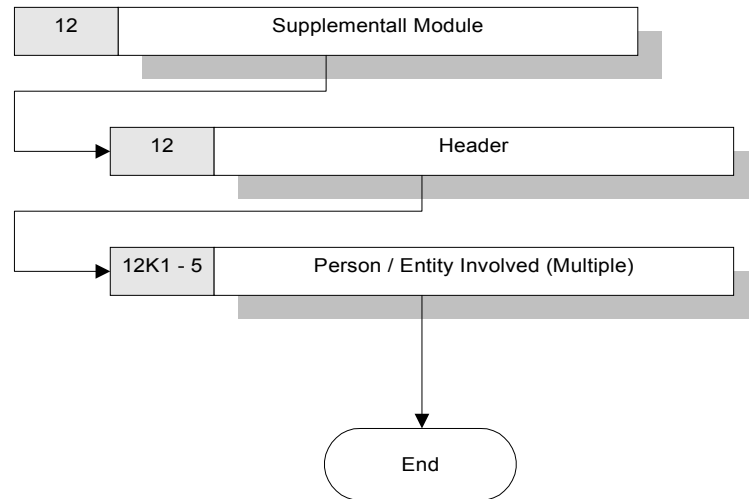 12 Supplementall Module
12 Header
12K1 - 5 Person / Entity Involved (Multiple)
End